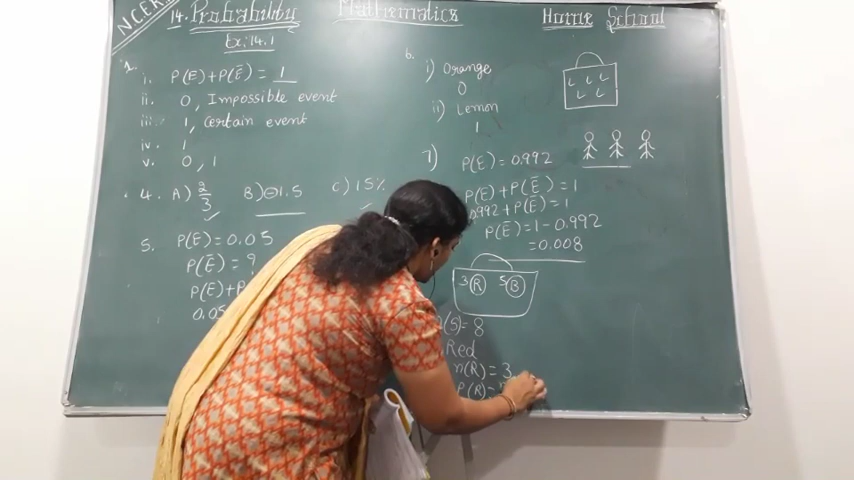 NCERT
14. Probability
Mathematics
Home School
Ex: 14.1
1.
i. P(E)+P(Ē) = 1
ii. 0, Impossible event
iii. 1, Certain event
iv. 1
v. 0, 1
4. A) 2/3 B) -1.5 C) 15%
5. P(E) = 0.05
P(Ē) = ?
P(E)+P
0.05
6.
i) Orange
0
ii) Lemon
1
7) P(E) = 0.992
P(E) + P(Ē) = 1
0.992 + P(Ē) = 1
P(Ē) = 1 - 0.992
= 0.008
3 R 5 B
(S) = 8
Red
n(R) = 3
P(R) =